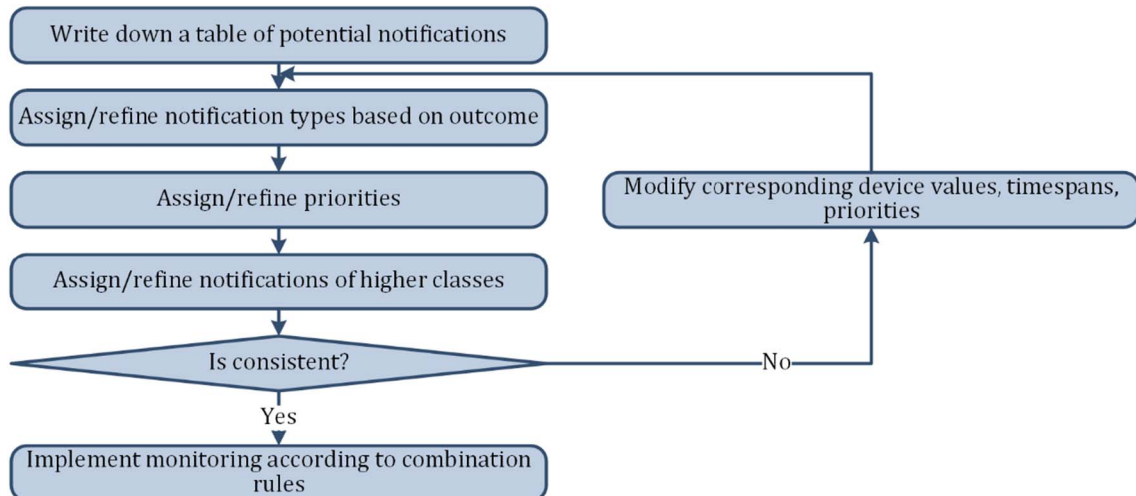 Write down a table of potential notifications
Assign/refine notification types based on outcome
Assign/refine priorities
Modify corresponding device values, timespans,
priorities
Assign/refine notifications of higher classes
Is consistent?
No
Yes
Implement monitoring according to combination
rules